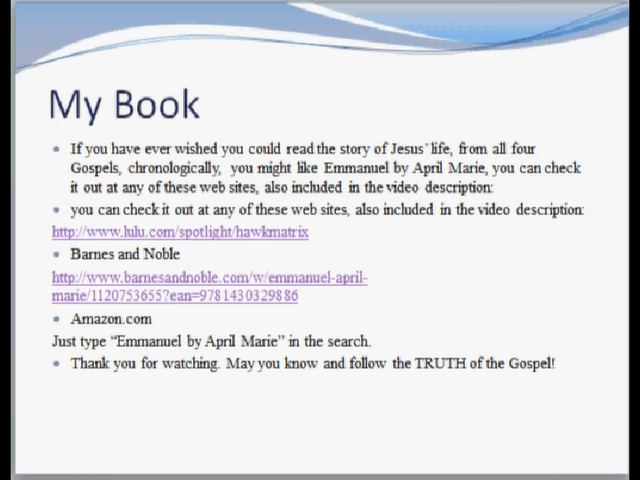 My Book
If you have ever wished you could read the story of Jesus' life, from all four
Gospels, chronologically, you might like Emmanuel by April Marie, you can check
it out at any of these web sites, also included in the video description:
you can check it out at any of these web sites, also included in the video description:
http://www.lulu.com/spotlight/hawkmatrix
Barnes and Noble
http://www.barnesandnoble.com/w/emmanuel-april-
marie/1120753655?ean=9781430329886
Amazon.com
Just type “Emmanuel by April Marie” in the search.
Thank you for watching. May you know and follow the TRUTH of the Gospel!